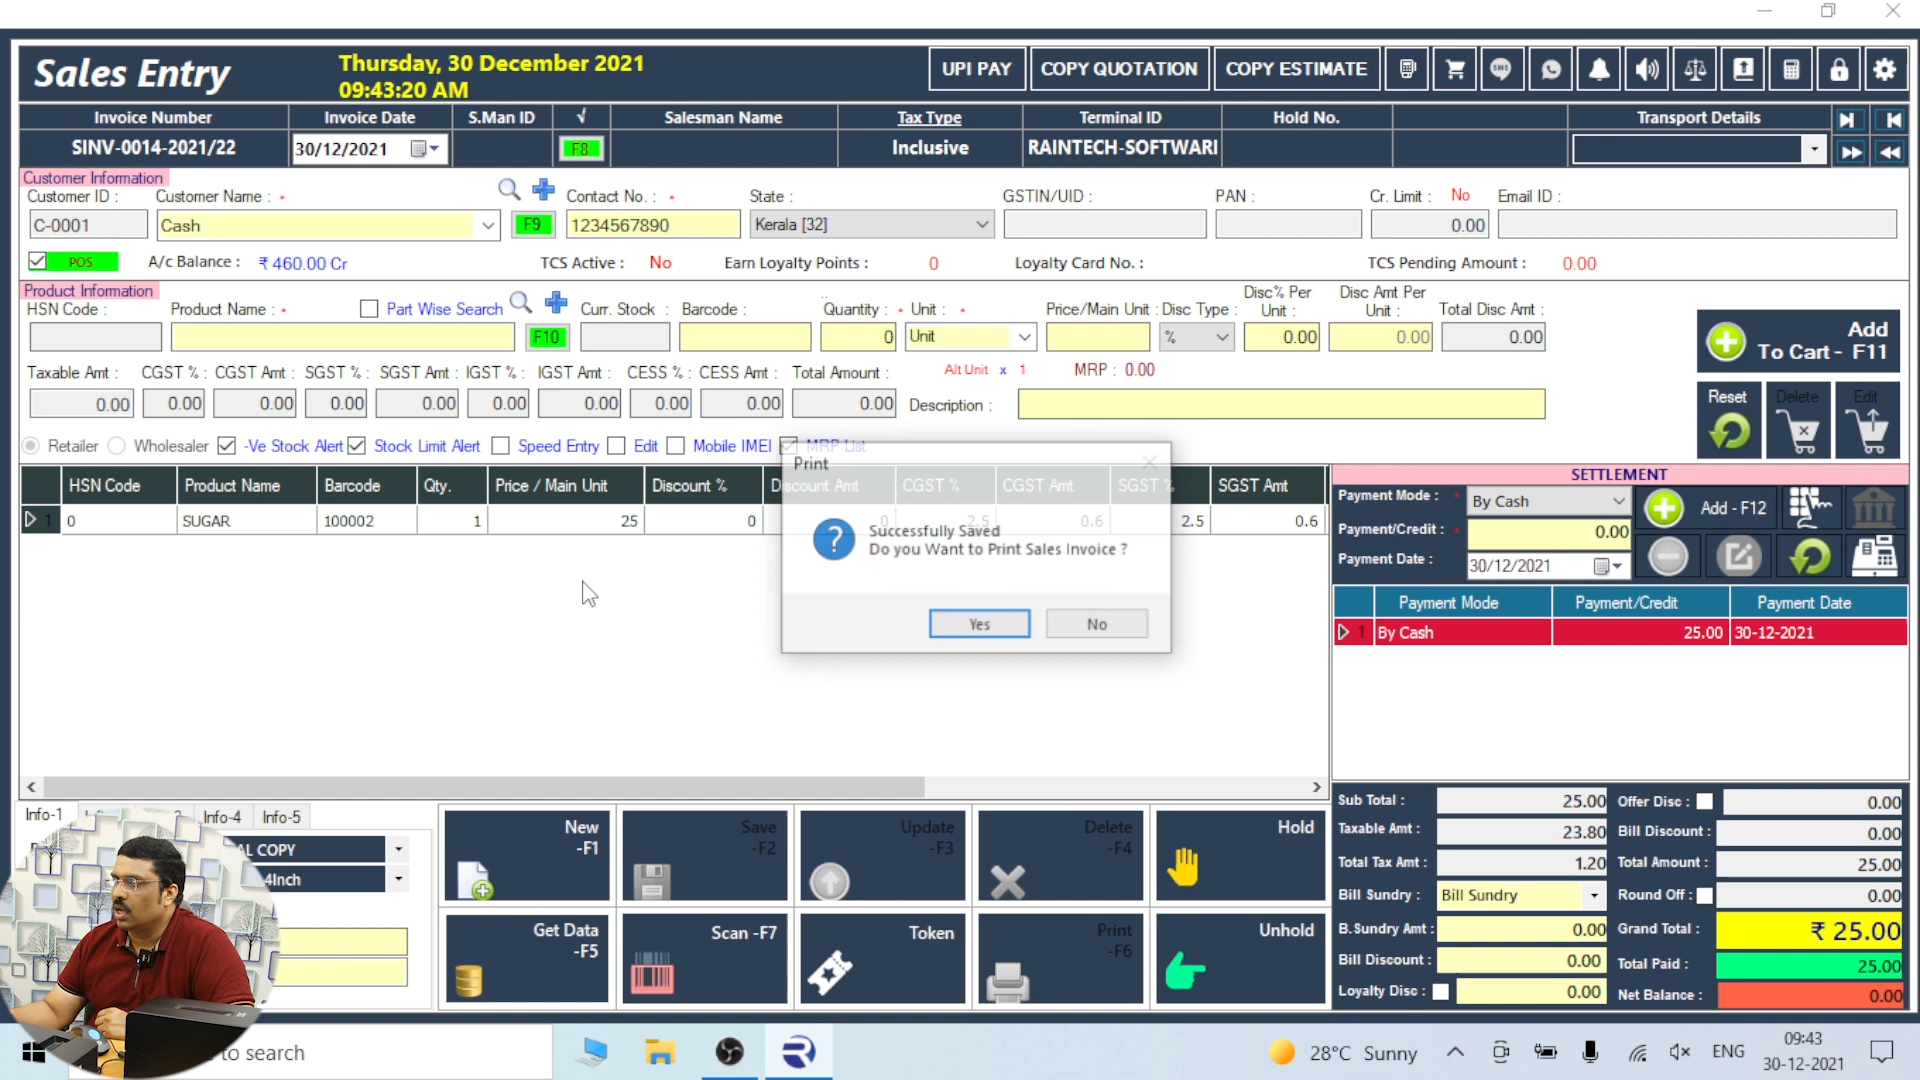 Sales Entry
Thursday, 30 December 2021
09:43:20 AM
UPI PAY
COPY QUOTATION
COPY ESTIMATE
SMS
Invoice Number
Invoice Date
S.Man ID
√
Salesman Name
Tax Type
Terminal ID
Hold No.
Transport Details
SINV-0014-2021/22
30/12/2021
F8
Inclusive
RAINTECH-SOFTWARI
Customer Information
Customer ID :
Customer Name : *
Contact No. : *
State :
GSTIN/UID :
PAN :
Cr. Limit : No
Email ID :
C-0001
Cash
F9
1234567890
Kerala [32]
0.00
POS
A/c Balance : ₹ 460.00 Cr
TCS Active : No
Earn Loyalty Points : 0
Loyalty Card No. :
TCS Pending Amount : 0.00
Product Information
HSN Code :
Product Name : *
Part Wise Search
Curr. Stock :
Barcode :
Quantity : *
Unit : *
Price/Main Unit :
Disc Type :
Disc% Per Unit :
Disc Amt Per Unit :
Total Disc Amt :
F10
0
Unit
%
0.00
0.00
0.00
Add
To Cart - F11
Taxable Amt :
CGST % :
CGST Amt :
SGST % :
SGST Amt :
IGST % :
IGST Amt :
CESS % :
CESS Amt :
Total Amount :
Alt Unit x 1
MRP : 0.00
0.00
0.00
0.00
0.00
0.00
0.00
0.00
0.00
0.00
0.00
Description :
Reset
Delete
Edit
Retailer
Wholesaler
-Ve Stock Alert
Stock Limit Alert
Speed Entry
Edit
Mobile IMEI
MRP List
HSN Code
Product Name
Barcode
Qty.
Price / Main Unit
Discount %
Discount Amt
CGST %
CGST Amt
SGST %
SGST Amt
1
0
SUGAR
100002
1
25
0
0
2.5
0.6
2.5
0.6
Print
Successfully Saved
Do you Want to Print Sales Invoice ?
Yes
No
SETTLEMENT
Payment Mode : *
By Cash
Add - F12
Payment/Credit : *
0.00
Payment Date :
30/12/2021
Payment Mode
Payment/Credit
Payment Date
1
By Cash
25.00
30-12-2021
Info-1
Info-4
Info-5
AL COPY
4Inch
New
-F1
Save
-F2
Update
-F3
Delete
-F4
Hold
Get Data
-F5
Scan -F7
Token
Print
-F6
Unhold
Sub Total : 25.00
Offer Disc : 0.00
Taxable Amt : 23.80
Bill Discount : 0.00
Total Tax Amt : 1.20
Total Amount : 25.00
Bill Sundry : Bill Sundry
Round Off : 0.00
B.Sundry Amt : 0.00
Grand Total : ₹ 25.00
Bill Discount : 0.00
Total Paid : 25.00
Loyalty Disc : 0.00
Net Balance : 0.00
to search
28°C Sunny
ENG
09:43
30-12-2021